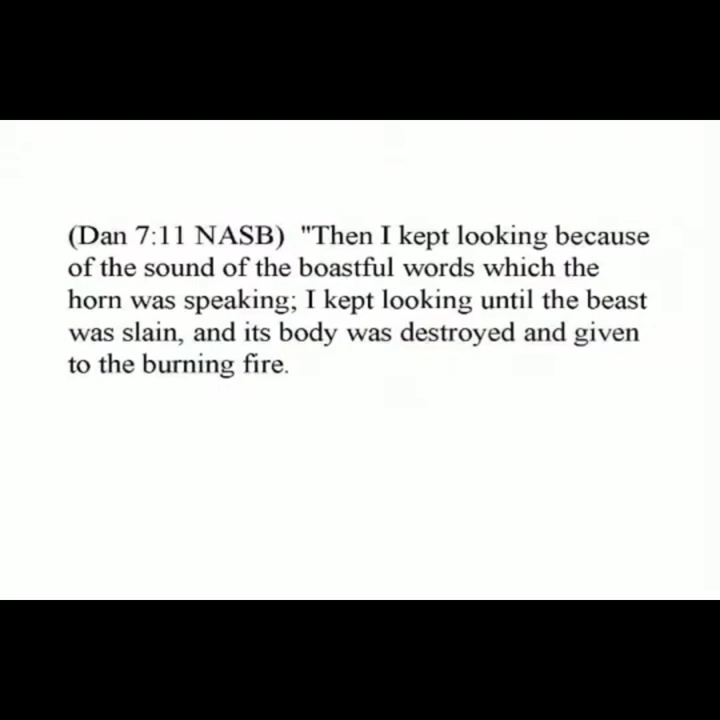 (Dan 7:11 NASB)  "Then I kept looking because
of the sound of the boastful words which the
horn was speaking; I kept looking until the beast
was slain, and its body was destroyed and given
to the burning fire.